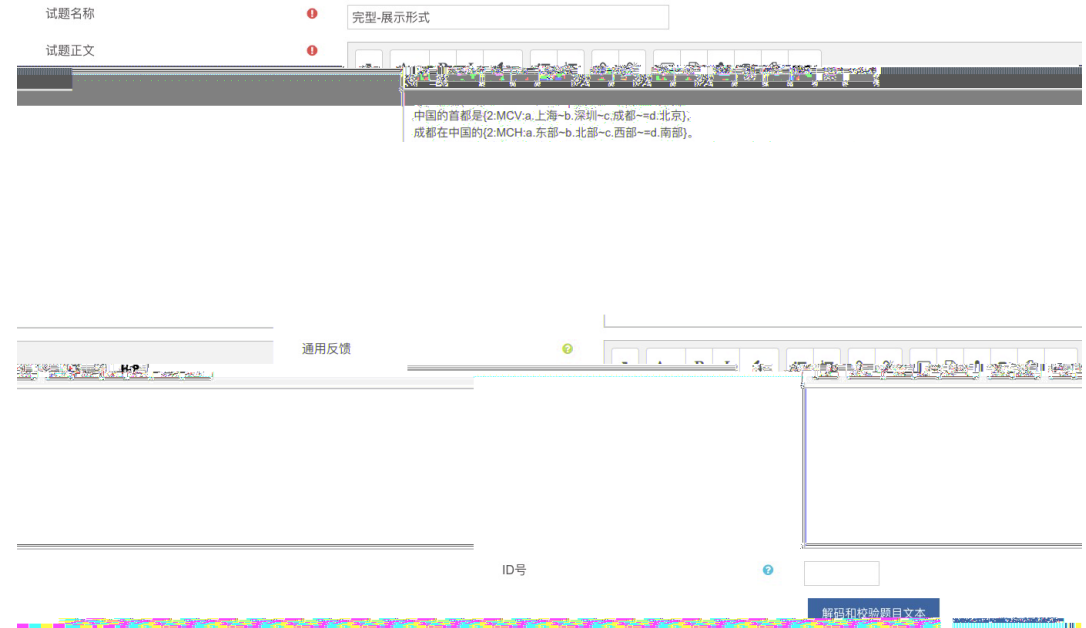 试题名称
完型-展示形式
试题正文
中国的首都是{2:MCV:a.上海~b.深圳~c.成都~=d.北京},
成都在中国的{2:MCH:a.东部~b.北部~c.西部~=d.南部}。
通用反馈
H-P
ID号
解码和校验题目文本